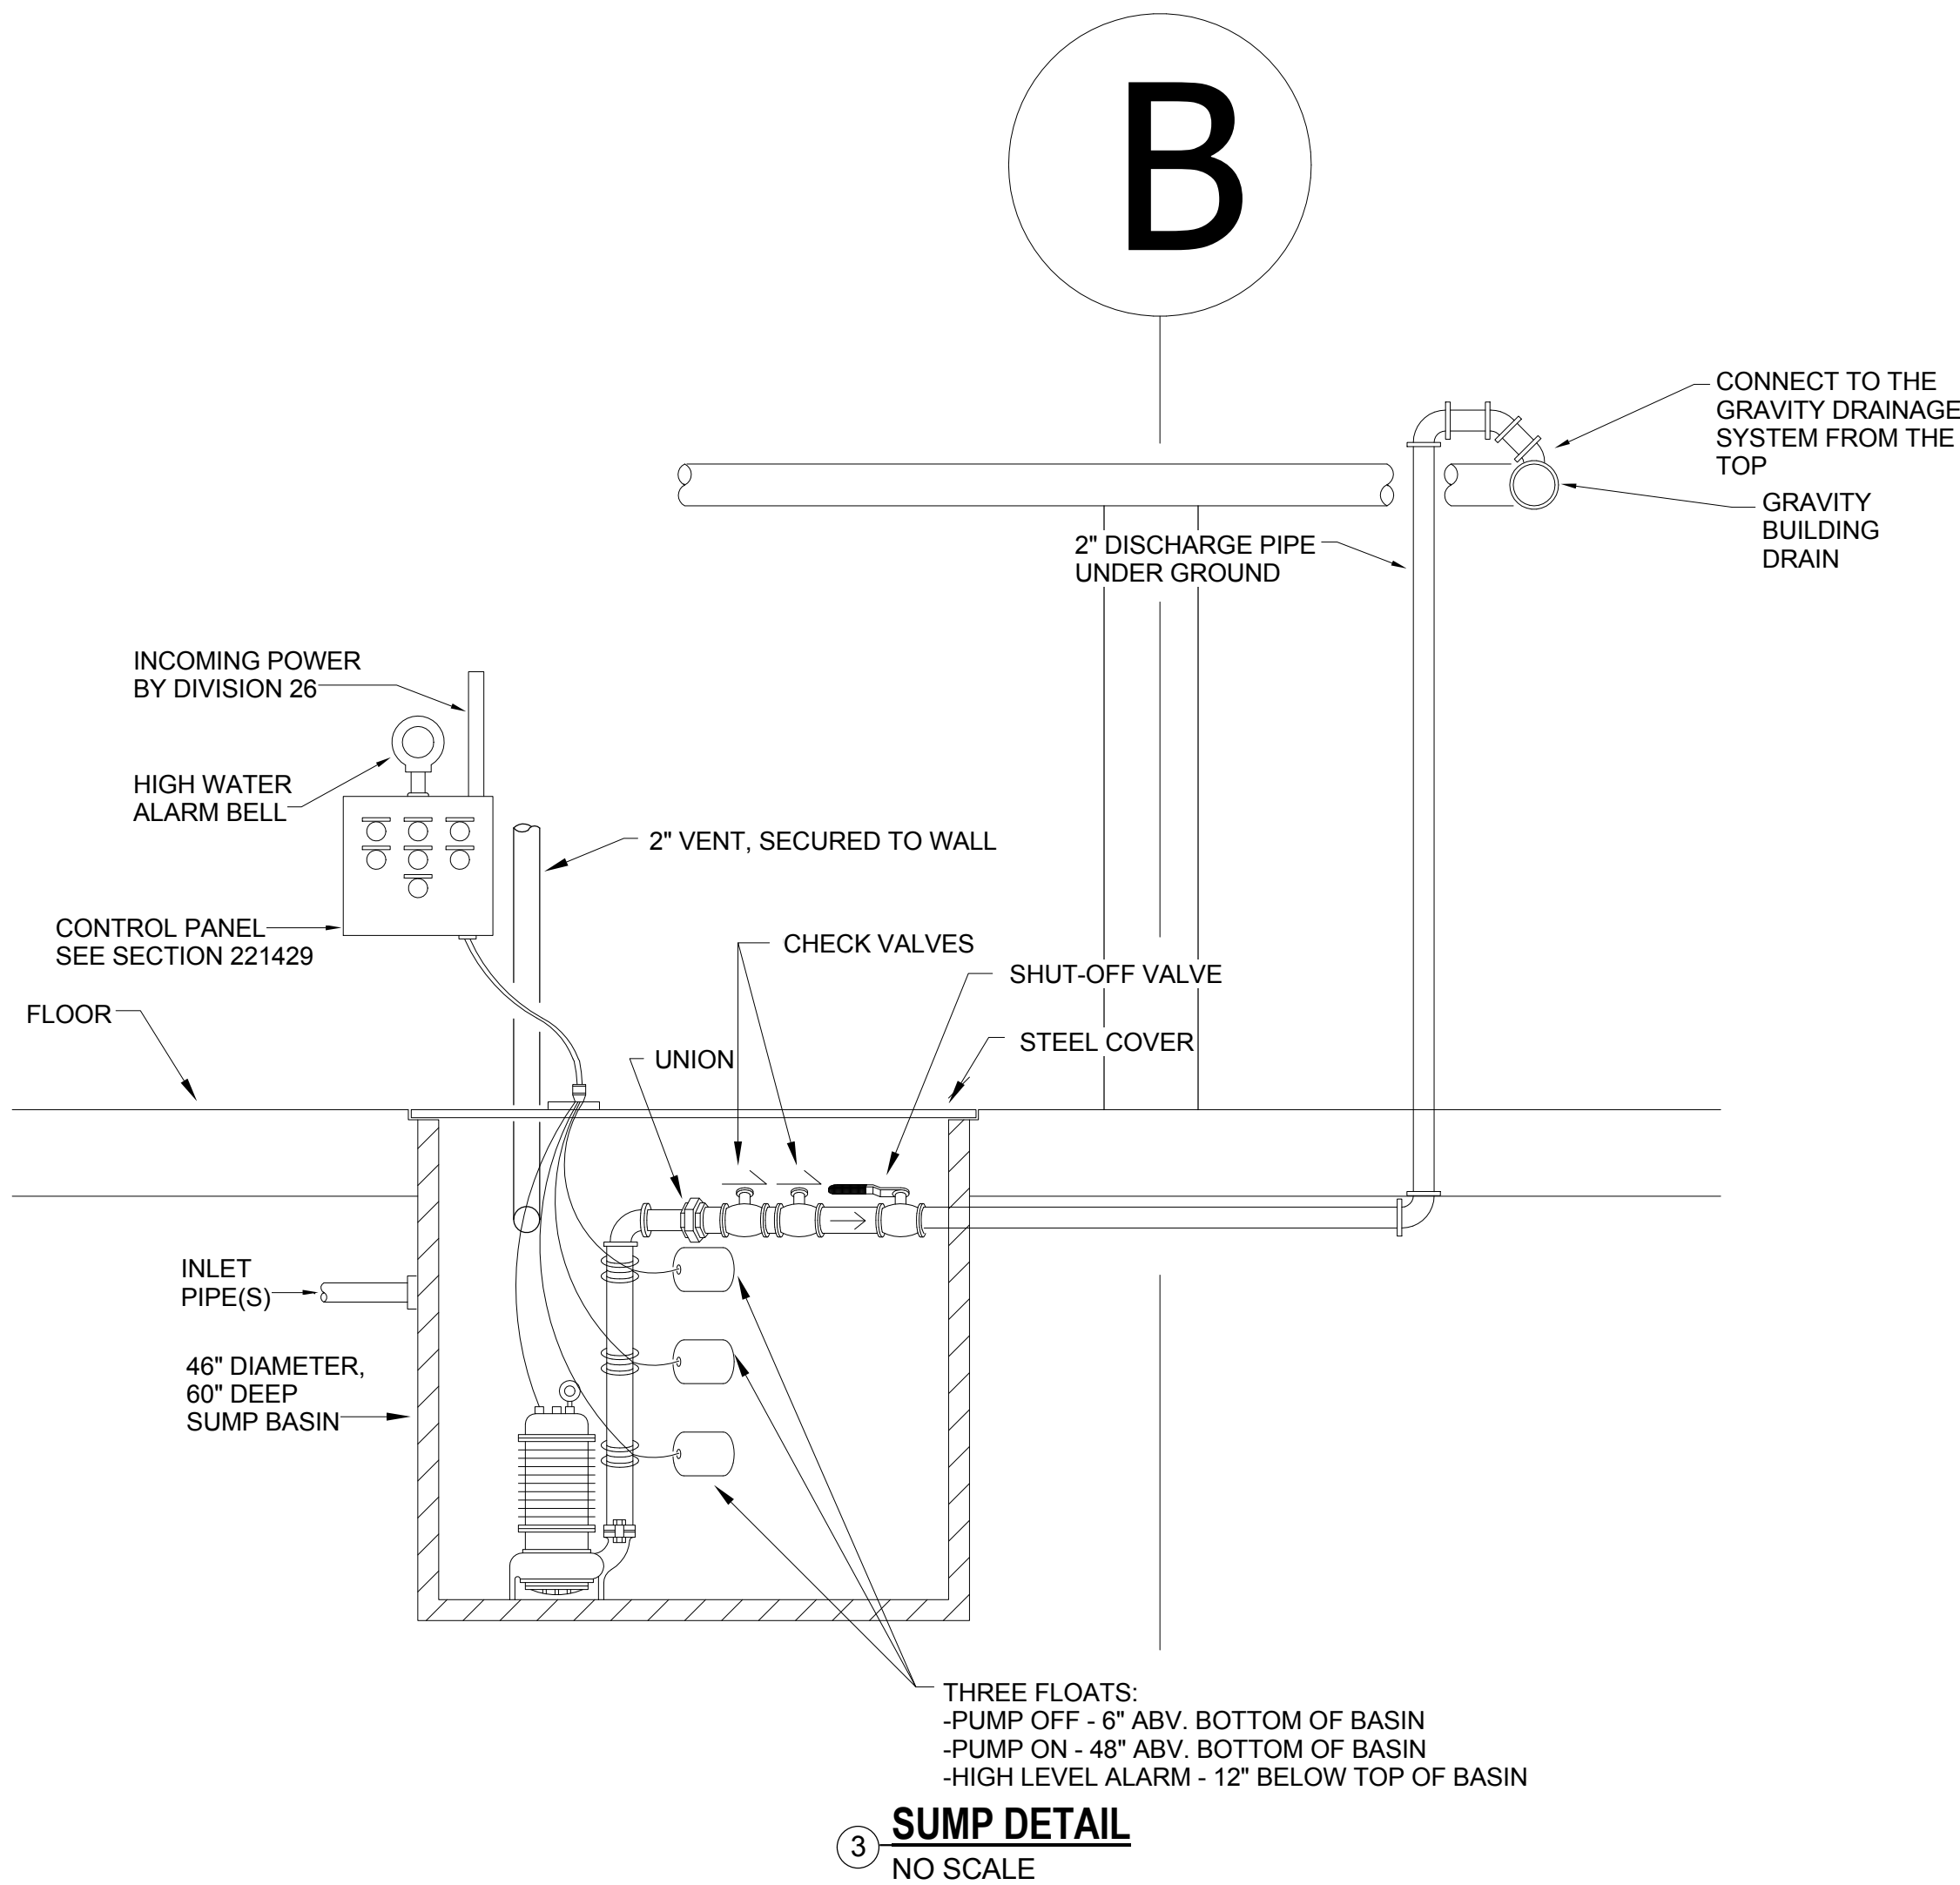 B
CONNECT TO THE
GRAVITY DRAINAGE
SYSTEM FROM THE
TOP
GRAVITY
BUILDING
DRAIN
2" DISCHARGE PIPE
UNDER GROUND
INCOMING POWER
BY DIVISION 26
HIGH WATER
ALARM BELL
2" VENT, SECURED TO WALL
CONTROL PANEL
SEE SECTION 221429
CHECK VALVES
SHUT-OFF VALVE
FLOOR
STEEL COVER
UNION
INLET
PIPE(S)
46" DIAMETER,
60" DEEP
SUMP BASIN
THREE FLOATS:
-PUMP OFF - 6" ABV. BOTTOM OF BASIN
-PUMP ON - 48" ABV. BOTTOM OF BASIN
-HIGH LEVEL ALARM - 12" BELOW TOP OF BASIN
3 SUMP DETAIL
NO SCALE